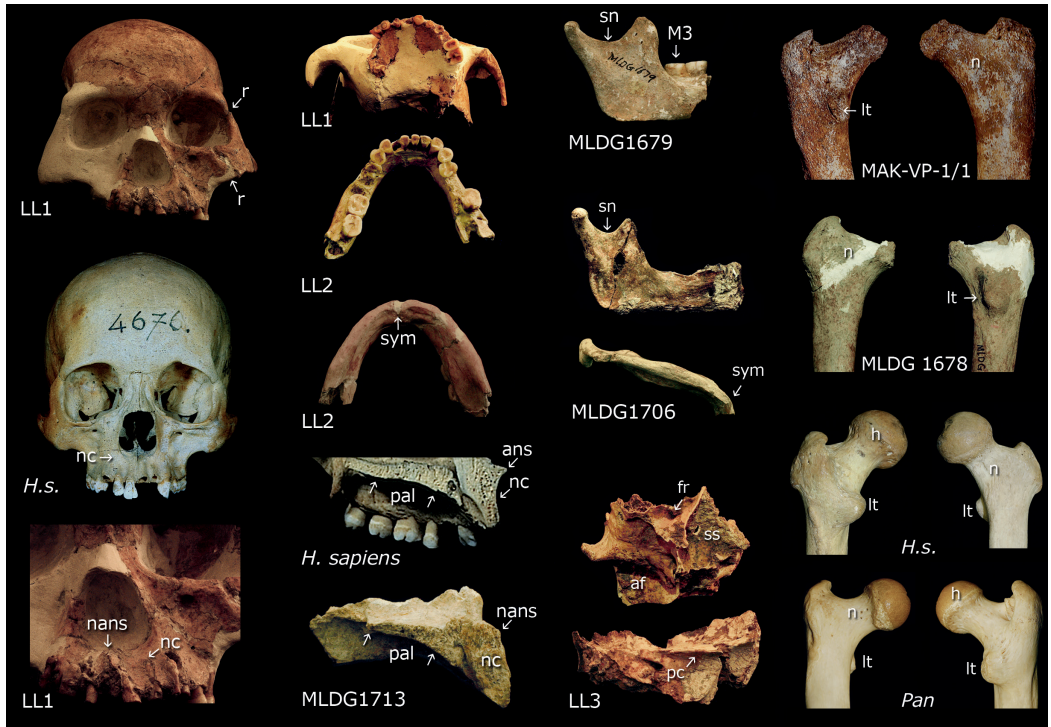 r
r
LL1
4676.
nc→
H.s.
nans
nc
LL1
LL1
LL2
sym
LL2
ans
nc
pal
H. sapiens
nans
pal
nc
MLDG1713
sn
M3
MLDG1679
MLDG1679
sn
sym
MLDG1706
fr
ss
af
pc
LL3
n
lt
MAK-VP-1/1
n
lt
MLDG
MLDG 1678
h
n
lt
lt
H.s.
n
h
lt
lt
Pan